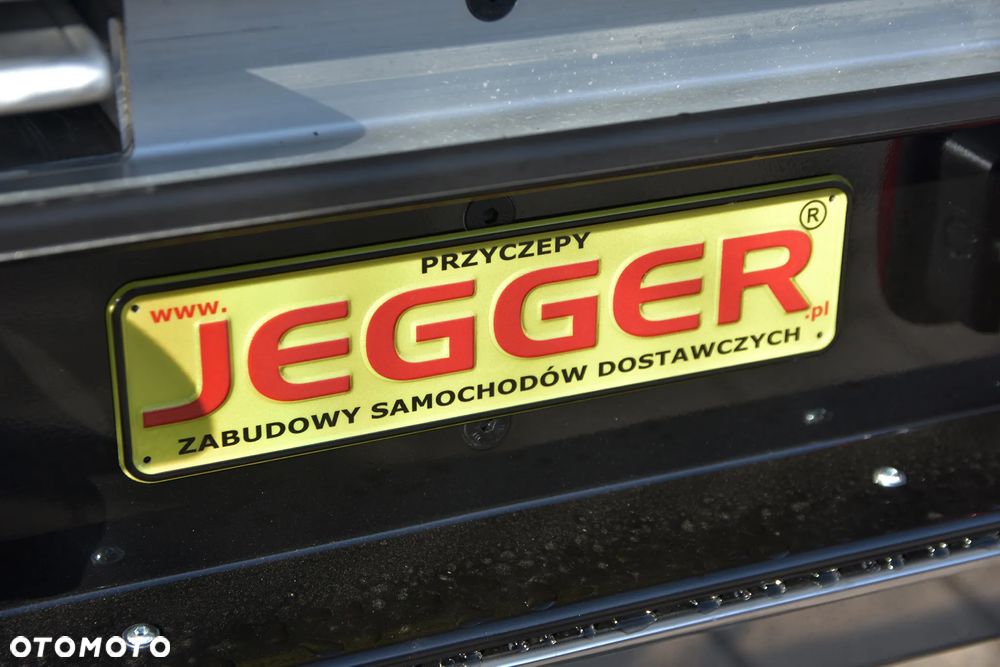 PRZYCZEPY
www.JEGGER.pl ®
ZABUDOWY SAMOCHODÓW DOSTAWCZYCH
OTOMOTO